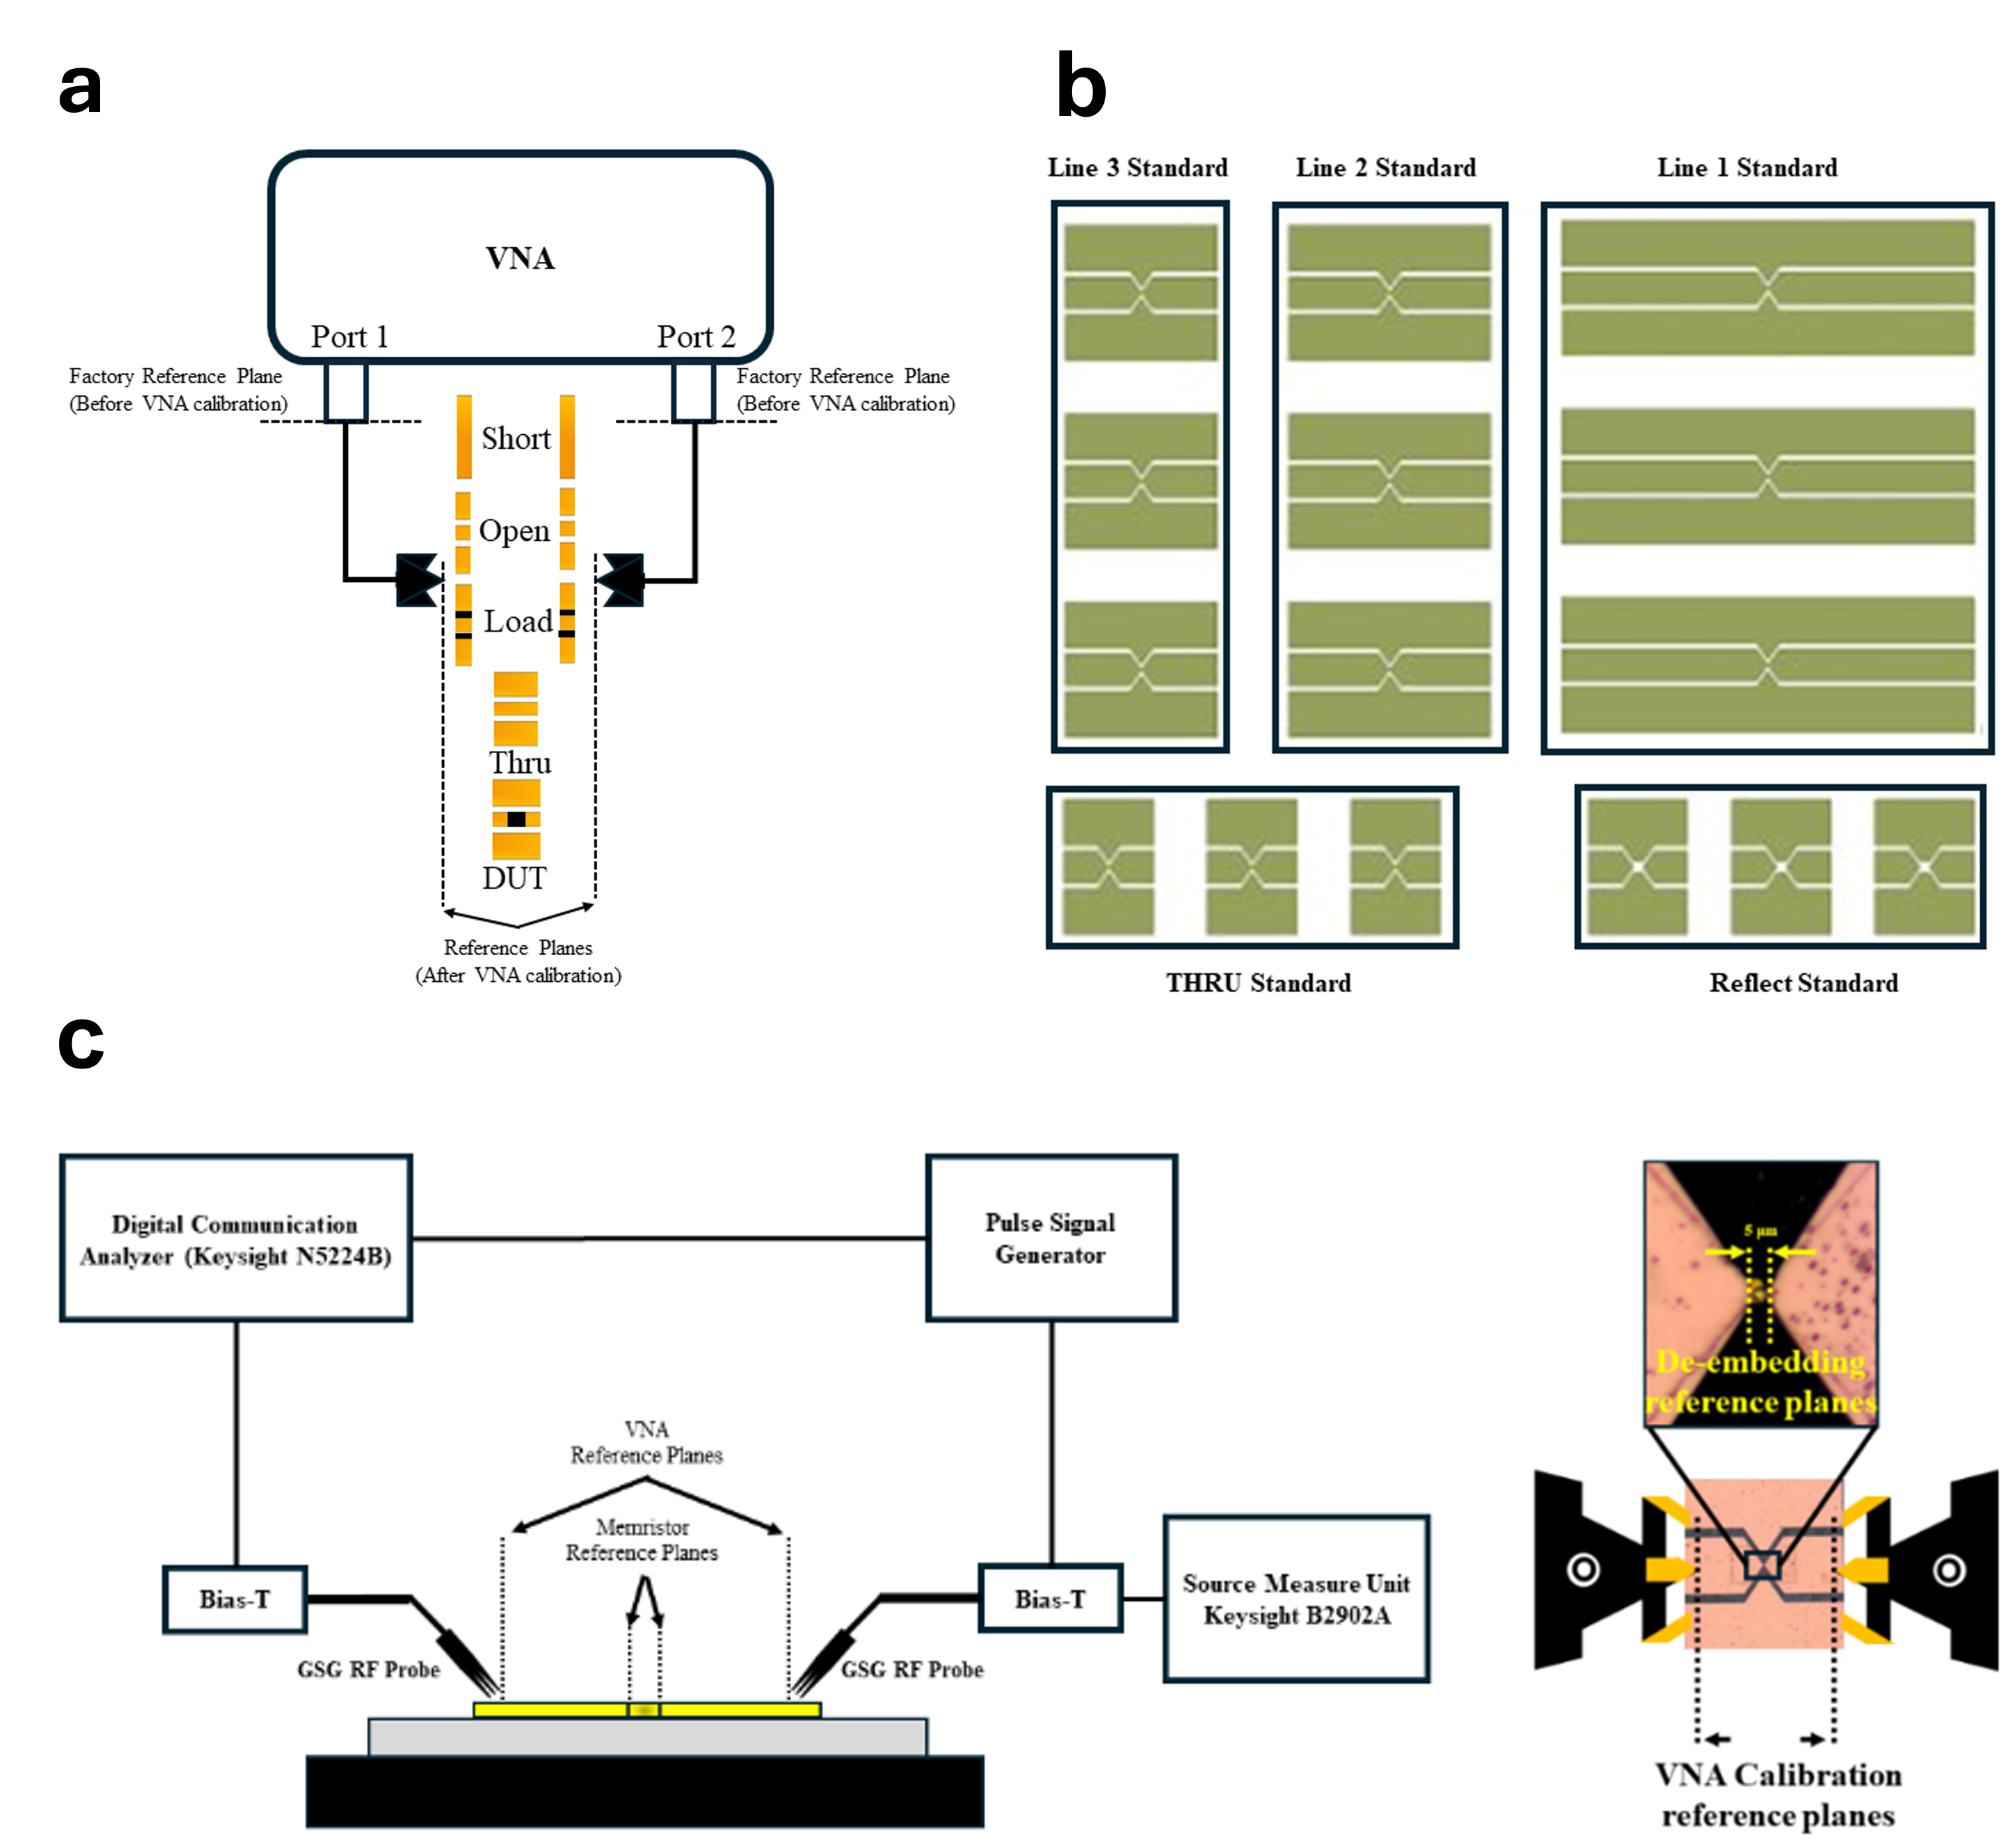 a
VNA
Port 1
Port 2
Factory Reference Plane
(Before VNA calibration)
Factory Reference Plane
(Before VNA calibration)
Short
Open
Load
Thru
DUT
Reference Planes
(After VNA calibration)
b
Line 3 Standard
Line 2 Standard
Line 1 Standard
THRU Standard
Reflect Standard
c
Digital Communication
Analyzer (Keysight N5224B)
Pulse Signal
Generator
VNA
Reference Planes
Memristor
Reference Planes
Bias-T
Bias-T
Source Measure Unit
Keysight B2902A
GSG RF Probe
GSG RF Probe
5 μm
De-embedding
reference planes
VNA Calibration
reference planes